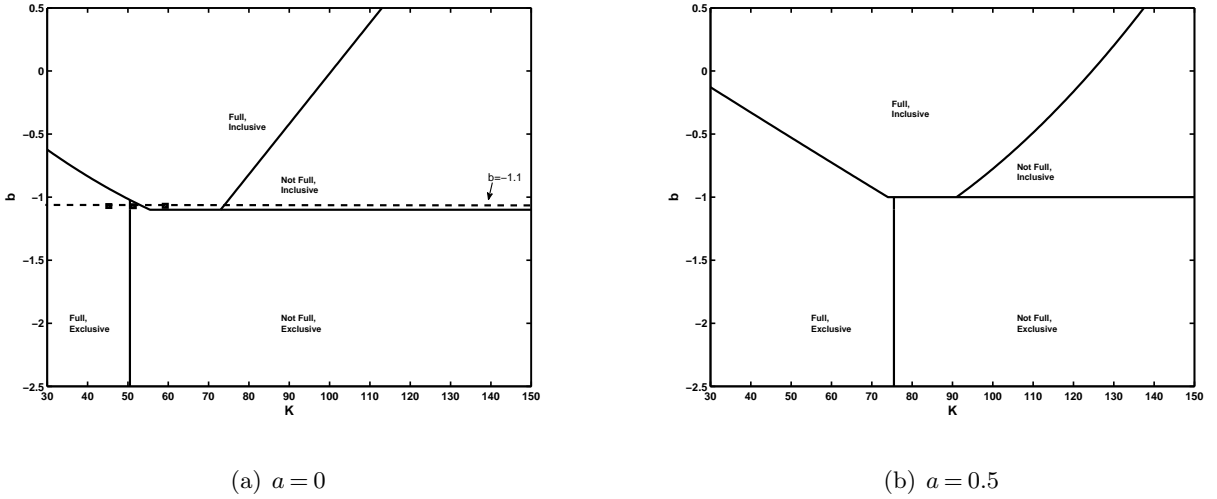 0.5
0
−0.5
−1
−1.5
−2
−2.5
b
Full,
Inclusive
Not Full,
Inclusive
b=−1.1
Full,
Exclusive
Not Full,
Exclusive
30 40 50 60 70 80 90 100 110 120 130 140 150
K
(a) a = 0
0.5
0
−0.5
−1
−1.5
−2
−2.5
b
Full,
Inclusive
Not Full,
Inclusive
Full,
Exclusive
Not Full,
Exclusive
30 40 50 60 70 80 90 100 110 120 130 140 150
K
(b) a = 0.5